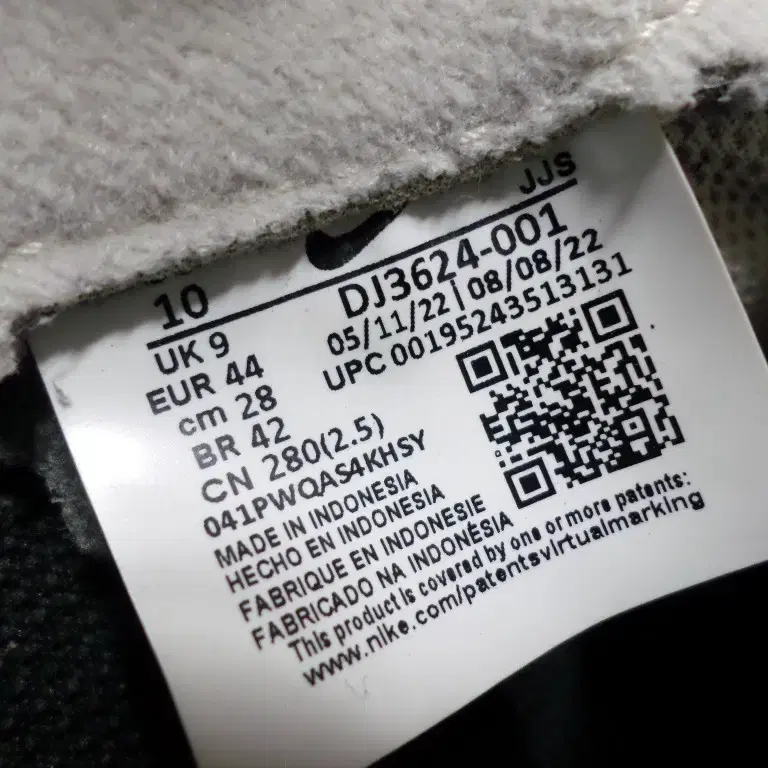 JJS
10
DJ3624-001
UK 9
05/11/22 | 08/08/22
EUR 44
UPC 00195243513131
cm 28
BR 42
CN 280(2.5)
041PWQAS4KHSY
MADE IN INDONESIA
HECHO EN INDONESIA
FABRIQUE EN INDONESIE
FABRICADO NA INDONÉSIA
This product is covered by one or more patents:
www.nike.com/patentsvirtualmarking